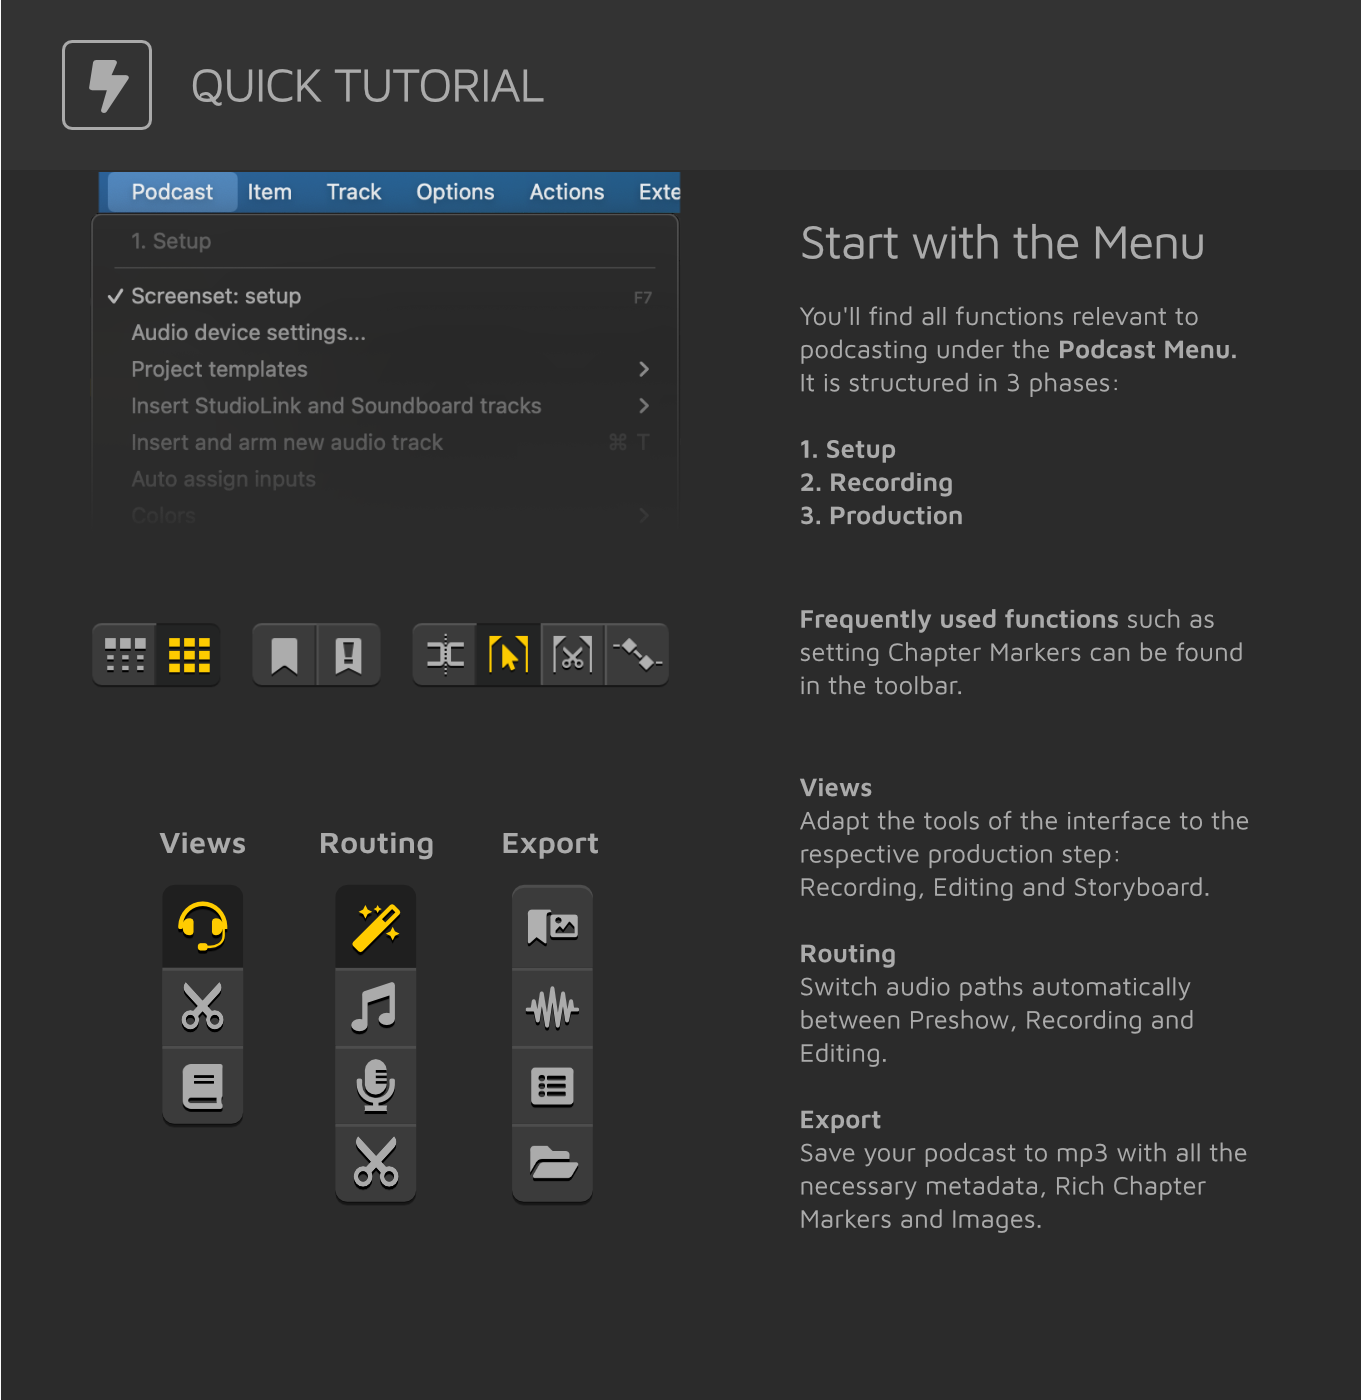 QUICK TUTORIAL
Podcast Item Track Options Actions Exte
1. Setup
✓ Screenset: setup F7
Audio device settings...
Project templates
Insert StudioLink and Soundboard tracks
Insert and arm new audio track ⌘ T
Auto assign inputs
Colors
Start with the Menu
You'll find all functions relevant to
podcasting under the Podcast Menu.
It is structured in 3 phases:
1. Setup
2. Recording
3. Production
Frequently used functions such as
setting Chapter Markers can be found
in the toolbar.
Views Routing Export
Views
Adapt the tools of the interface to the
respective production step:
Recording, Editing and Storyboard.
Routing
Switch audio paths automatically
between Preshow, Recording and
Editing.
Export
Save your podcast to mp3 with all the
necessary metadata, Rich Chapter
Markers and Images.